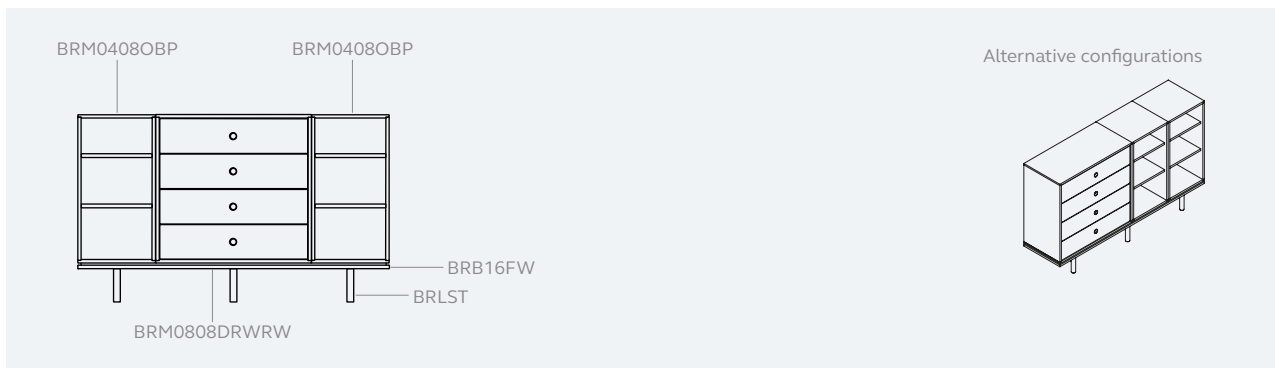 BRM0408OBP
BRM0408OBP
Alternative configurations
BRB16FW
BRLST
BRM0808DRWRW